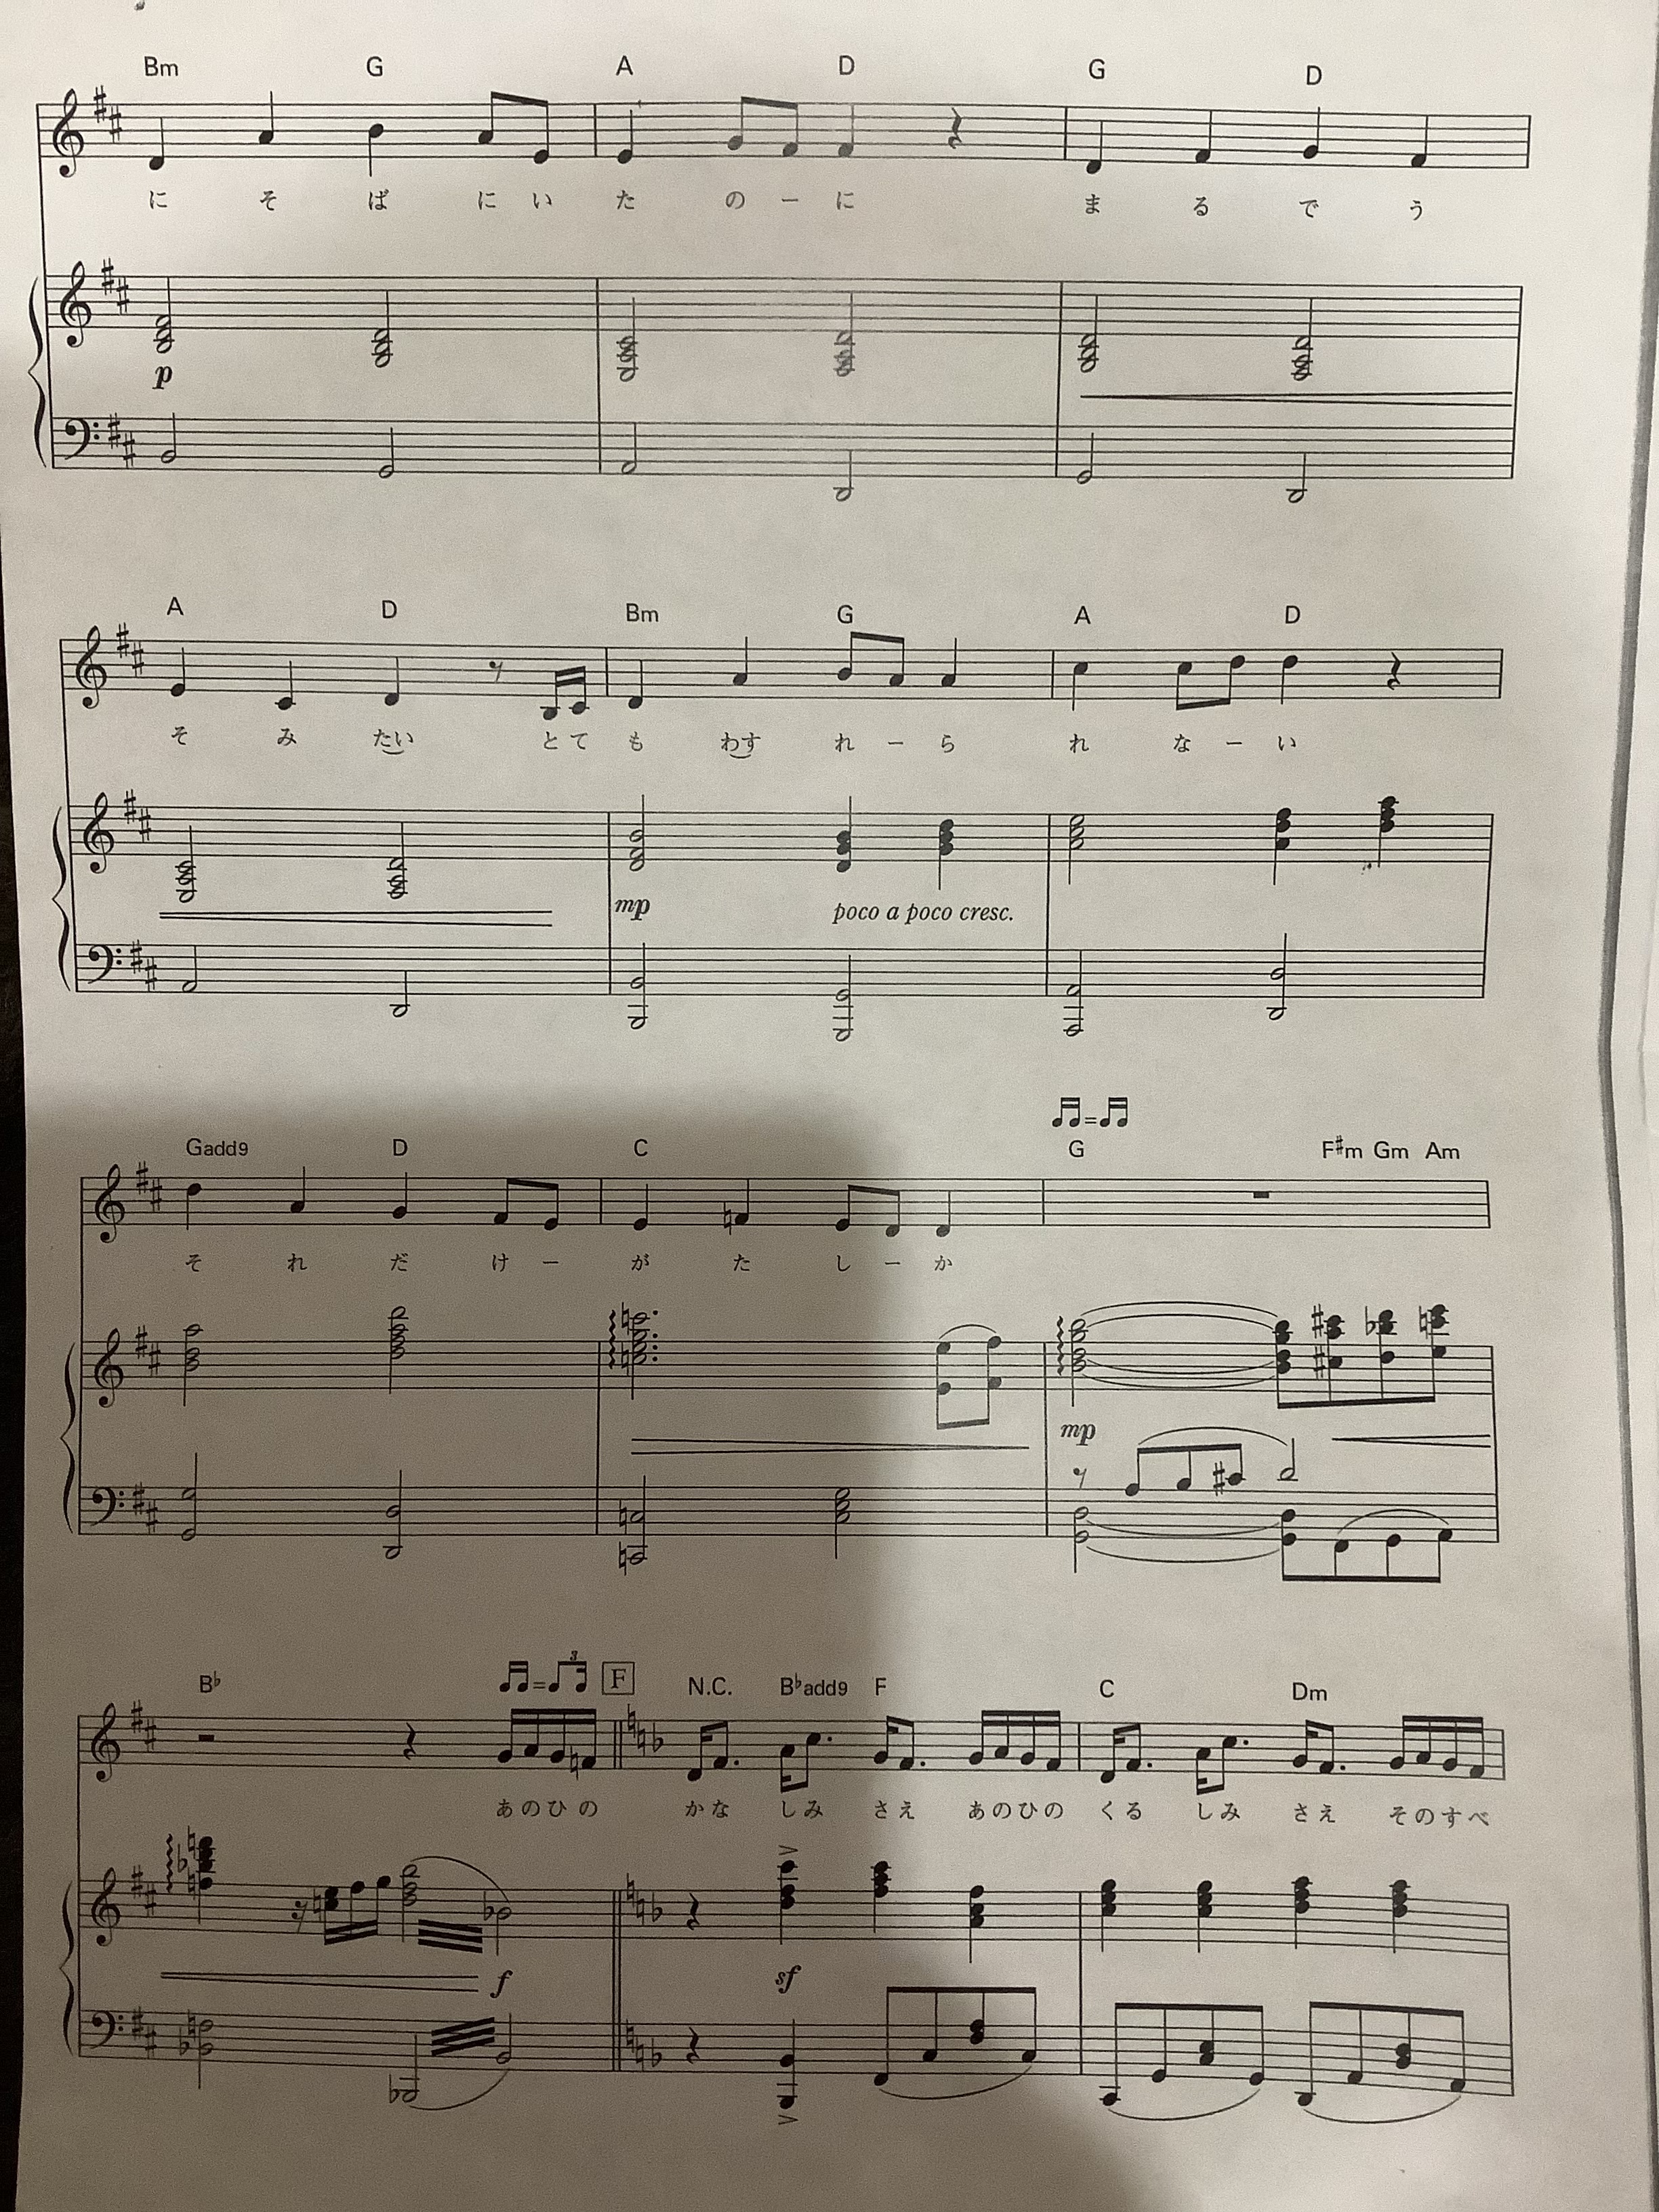 Bm G A D G D
に そ ば に い た の ー に ま る で う
p
A D Bm G A D
そ み たい と て も わす れ ー ら れ な ー い
mp poco a poco cresc.
Gadd9 D C G F♯m Gm Am
そ れ だ け ー が た し ー か
mp
B♭ 3 F N.C. B♭add9 F C Dm
あ の ひ の か な し み さ え あ の ひ の く る し み さ え そ の す べ
f sf